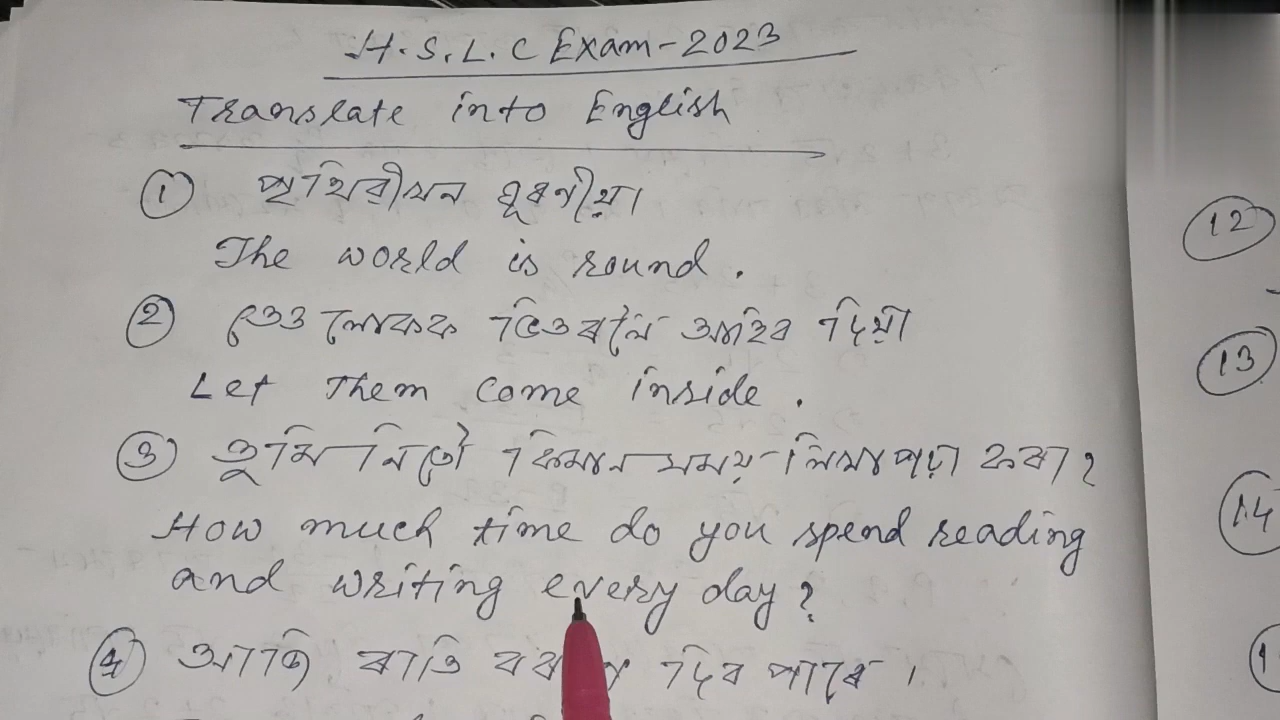 H.S.L.C Exam-2023
Translate into English
① পৃথিৱীখন ঘূৰণীয়া।
The world is round.
② তেওঁলোকক ভিতৰলৈ আহিব দিয়া
Let Them Come inside.
③ তুমি নিতৌ কিমান সময় লিখাপঢ়া কৰা?
How much time do you spend reading
and writing every day?
④ আজি ৰাতি দিব পাৰে।
12
13
14